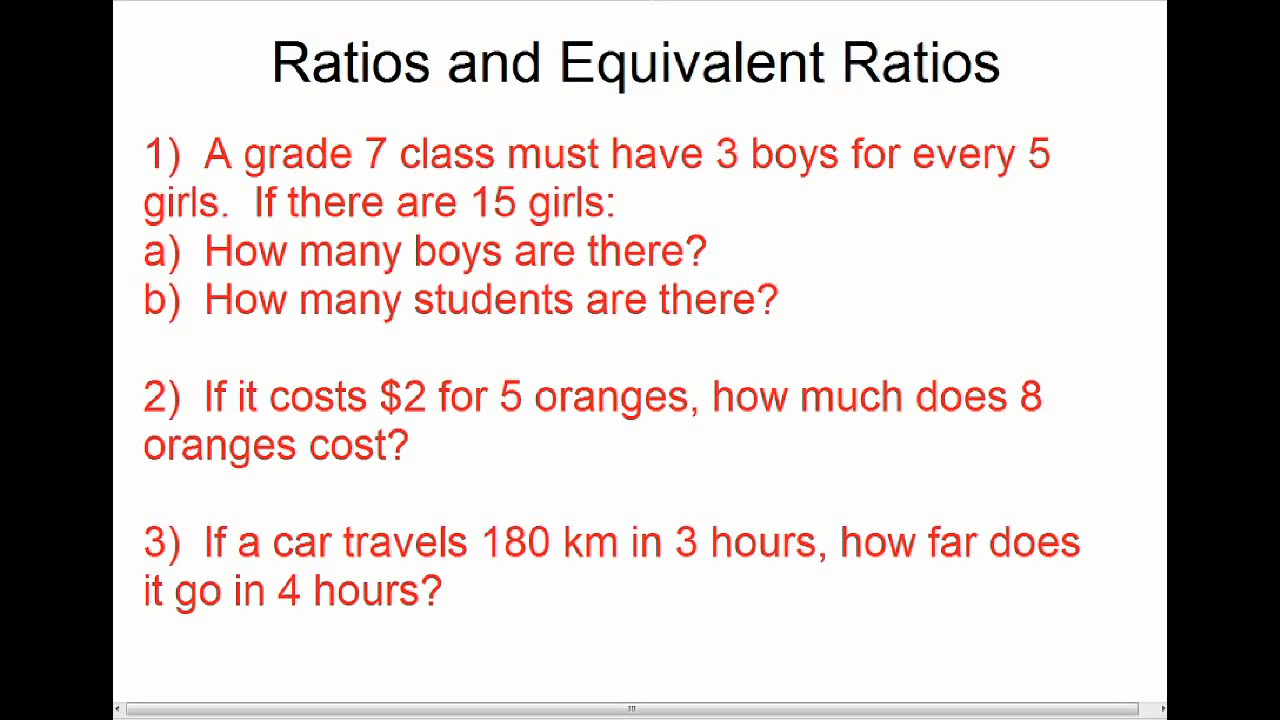 Ratios and Equivalent Ratios
1) A grade 7 class must have 3 boys for every 5
girls. If there are 15 girls:
a) How many boys are there?
b) How many students are there?
2) If it costs $2 for 5 oranges, how much does 8
oranges cost?
3) If a car travels 180 km in 3 hours, how far does
it go in 4 hours?